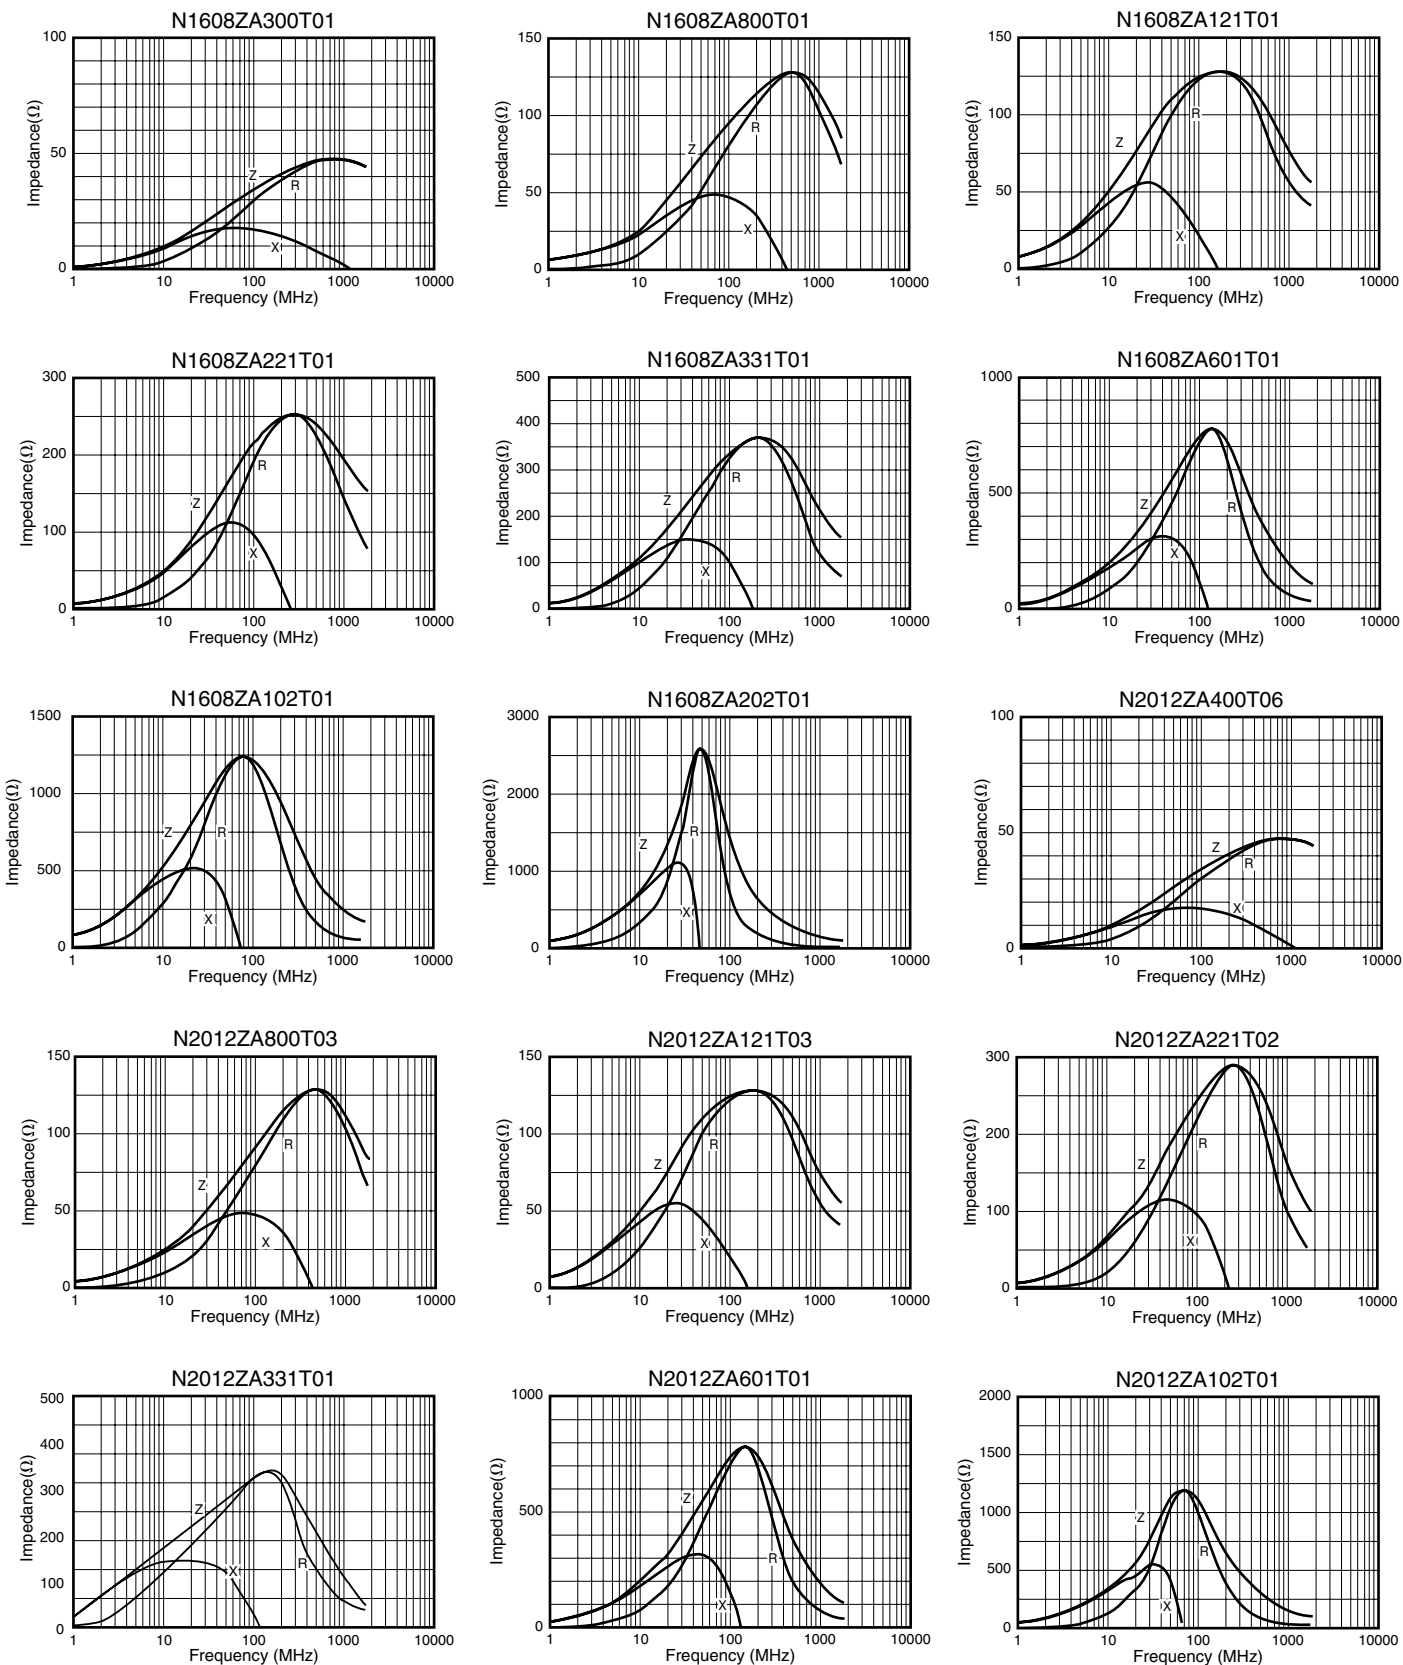 N1608ZA300T01
100
50
0
Impedance(Ω)
Z
R
X
1 10 100 1000 10000
Frequency (MHz)
N1608ZA800T01
150
100
50
0
Impedance(Ω)
Z
R
X
1 10 100 1000 10000
Frequency (MHz)
N1608ZA121T01
150
100
50
0
Impedance(Ω)
Z
R
X
1 10 100 1000 10000
Frequency (MHz)
N1608ZA221T01
300
200
100
0
Impedance(Ω)
Z
R
X
1 10 100 1000 10000
Frequency (MHz)
N1608ZA331T01
500
400
300
200
100
0
Impedance(Ω)
Z
R
X
1 10 100 1000 10000
Frequency (MHz)
N1608ZA601T01
1000
500
0
Impedance(Ω)
Z
R
X
1 10 100 1000 10000
Frequency (MHz)
N1608ZA102T01
1500
1000
500
0
Impedance(Ω)
Z
R
X
1 10 100 1000 10000
Frequency (MHz)
N1608ZA202T01
3000
2000
1000
0
Impedance(Ω)
Z
R
X
1 10 100 1000 10000
Frequency (MHz)
N2012ZA400T06
100
50
0
Impedance(Ω)
Z
R
X
1 10 100 1000 10000
Frequency (MHz)
N2012ZA800T03
150
100
50
0
Impedance(Ω)
Z
R
X
1 10 100 1000 10000
Frequency (MHz)
N2012ZA121T03
150
100
50
0
Impedance(Ω)
Z
R
X
1 10 100 1000 10000
Frequency (MHz)
N2012ZA221T02
300
200
100
0
Impedance(Ω)
Z
R
X
1 10 100 1000 10000
Frequency (MHz)
N2012ZA331T01
500
400
300
200
100
0
Impedance(Ω)
Z
X
R
1 10 100 1000 10000
Frequency (MHz)
N2012ZA601T01
1000
500
0
Impedance(Ω)
Z
R
X
1 10 100 1000 10000
Frequency (MHz)
N2012ZA102T01
2000
1500
1000
500
0
Impedance(Ω)
Z
R
X
1 10 100 1000 10000
Frequency (MHz)